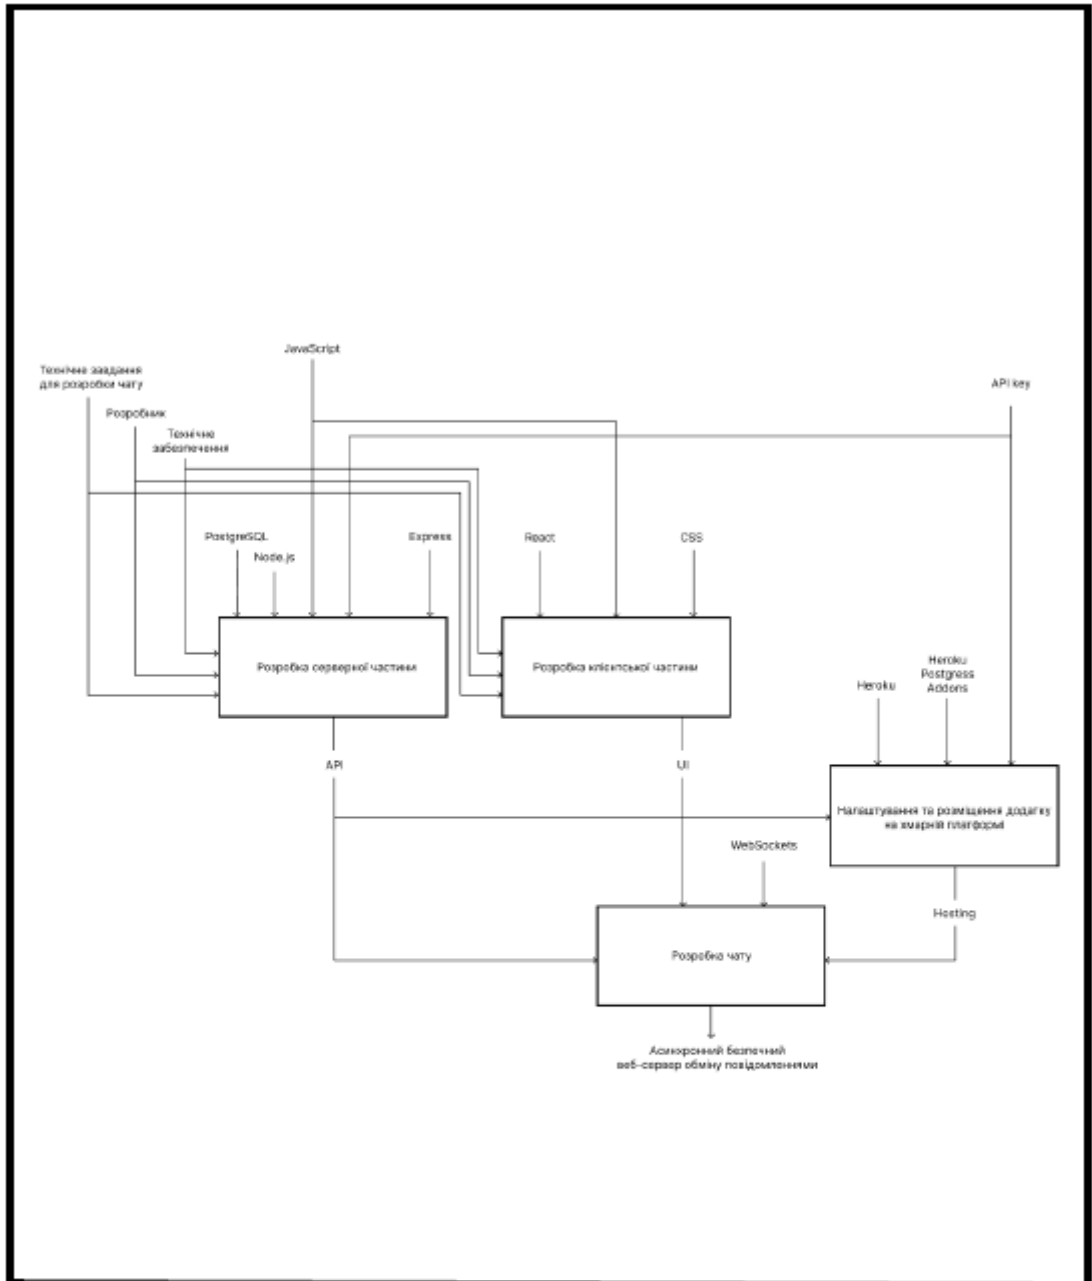 JavaScript
Технічне завдання
для розробки чату
API key
Розробник
Технічне
забезпечення
PostgreSQL
Node.js
Express
React
CSS
Розробка серверної частини
Розробка клієнтської частини
Heroku
Heroku
Postgress
Addons
API
UI
Налаштування та розміщення додатку
на хмарній платформі
WebSockets
Hosting
Розробка чату
Асинхронний безпечний
веб-сервер обміну повідомленнями